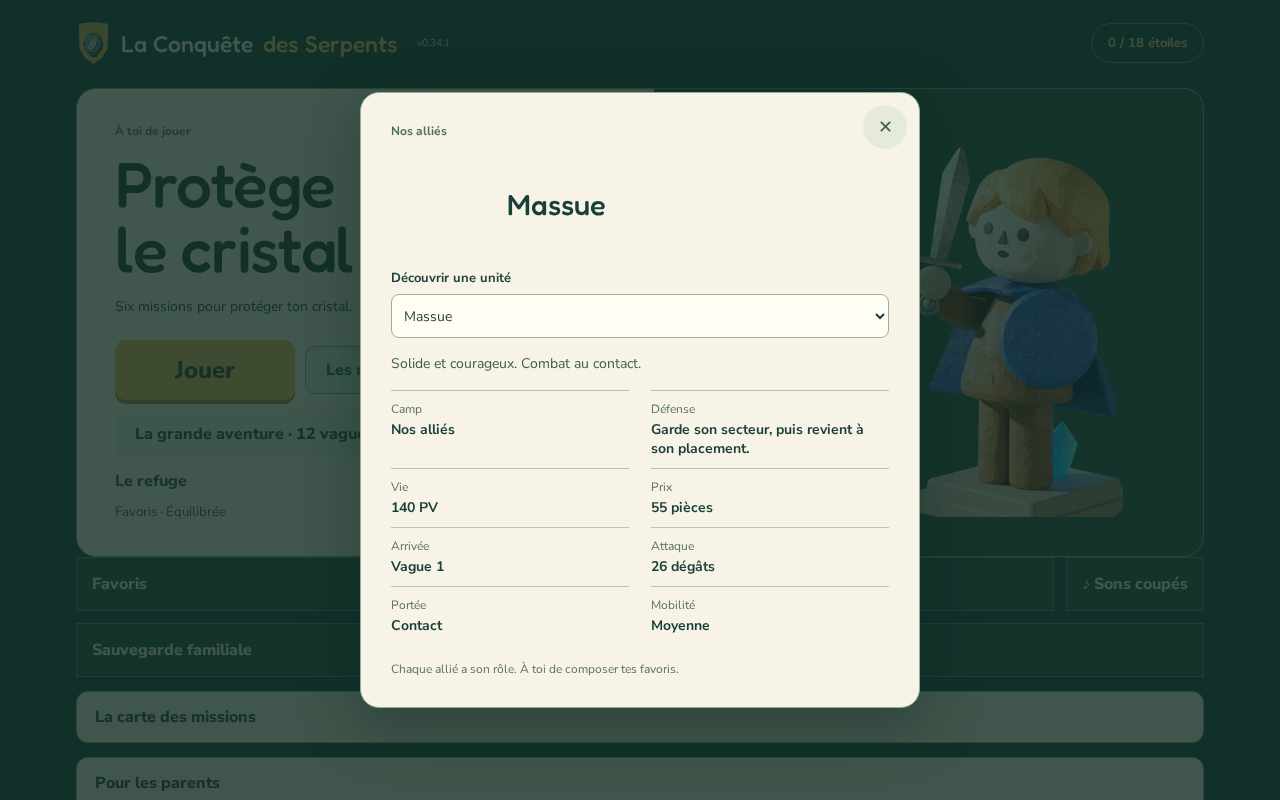 La Conquête des Serpents v0.34.1
0 / 18 étoiles
À toi de jouer
Protège
le cristal
Six missions pour protéger ton cristal.
Jouer
La grande aventure · 12
Le refuge
Favoris · Équilibrée
Favoris
♪ Sons coupés
Sauvegarde familiale
La carte des missions
Pour les parents
Nos alliés
✕
Massue
Découvrir une unité
Massue
Solide et courageux. Combat au contact.
Camp
Nos alliés
Défense
Garde son secteur, puis revient à
son placement.
Vie
140 PV
Prix
55 pièces
Arrivée
Vague 1
Attaque
26 dégâts
Portée
Contact
Mobilité
Moyenne
Chaque allié a son rôle. À toi de composer tes favoris.